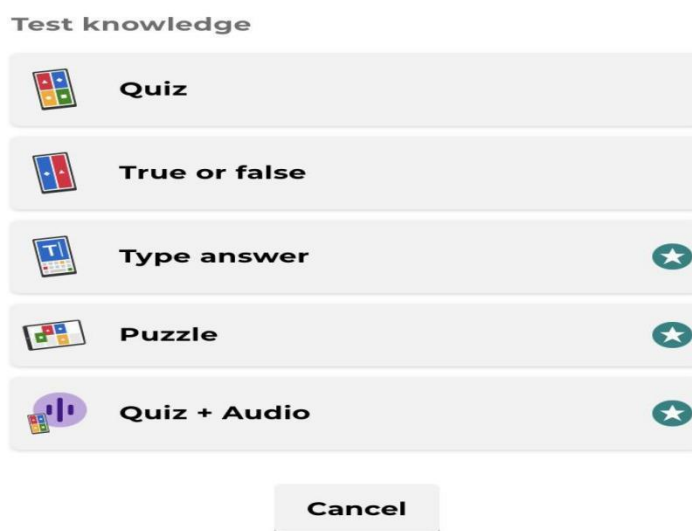 Test knowledge
Quiz
True or false
Type answer
Puzzle
Quiz + Audio
Cancel